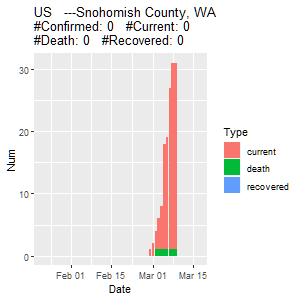 US   ---Snohomish County, WA
#Confirmed: 0   #Current: 0
#Death: 0   #Recovered: 0
30
20
10
0
Num
Feb 01
Feb 15
Mar 01
Mar 15
Date
Type
current
death
recovered